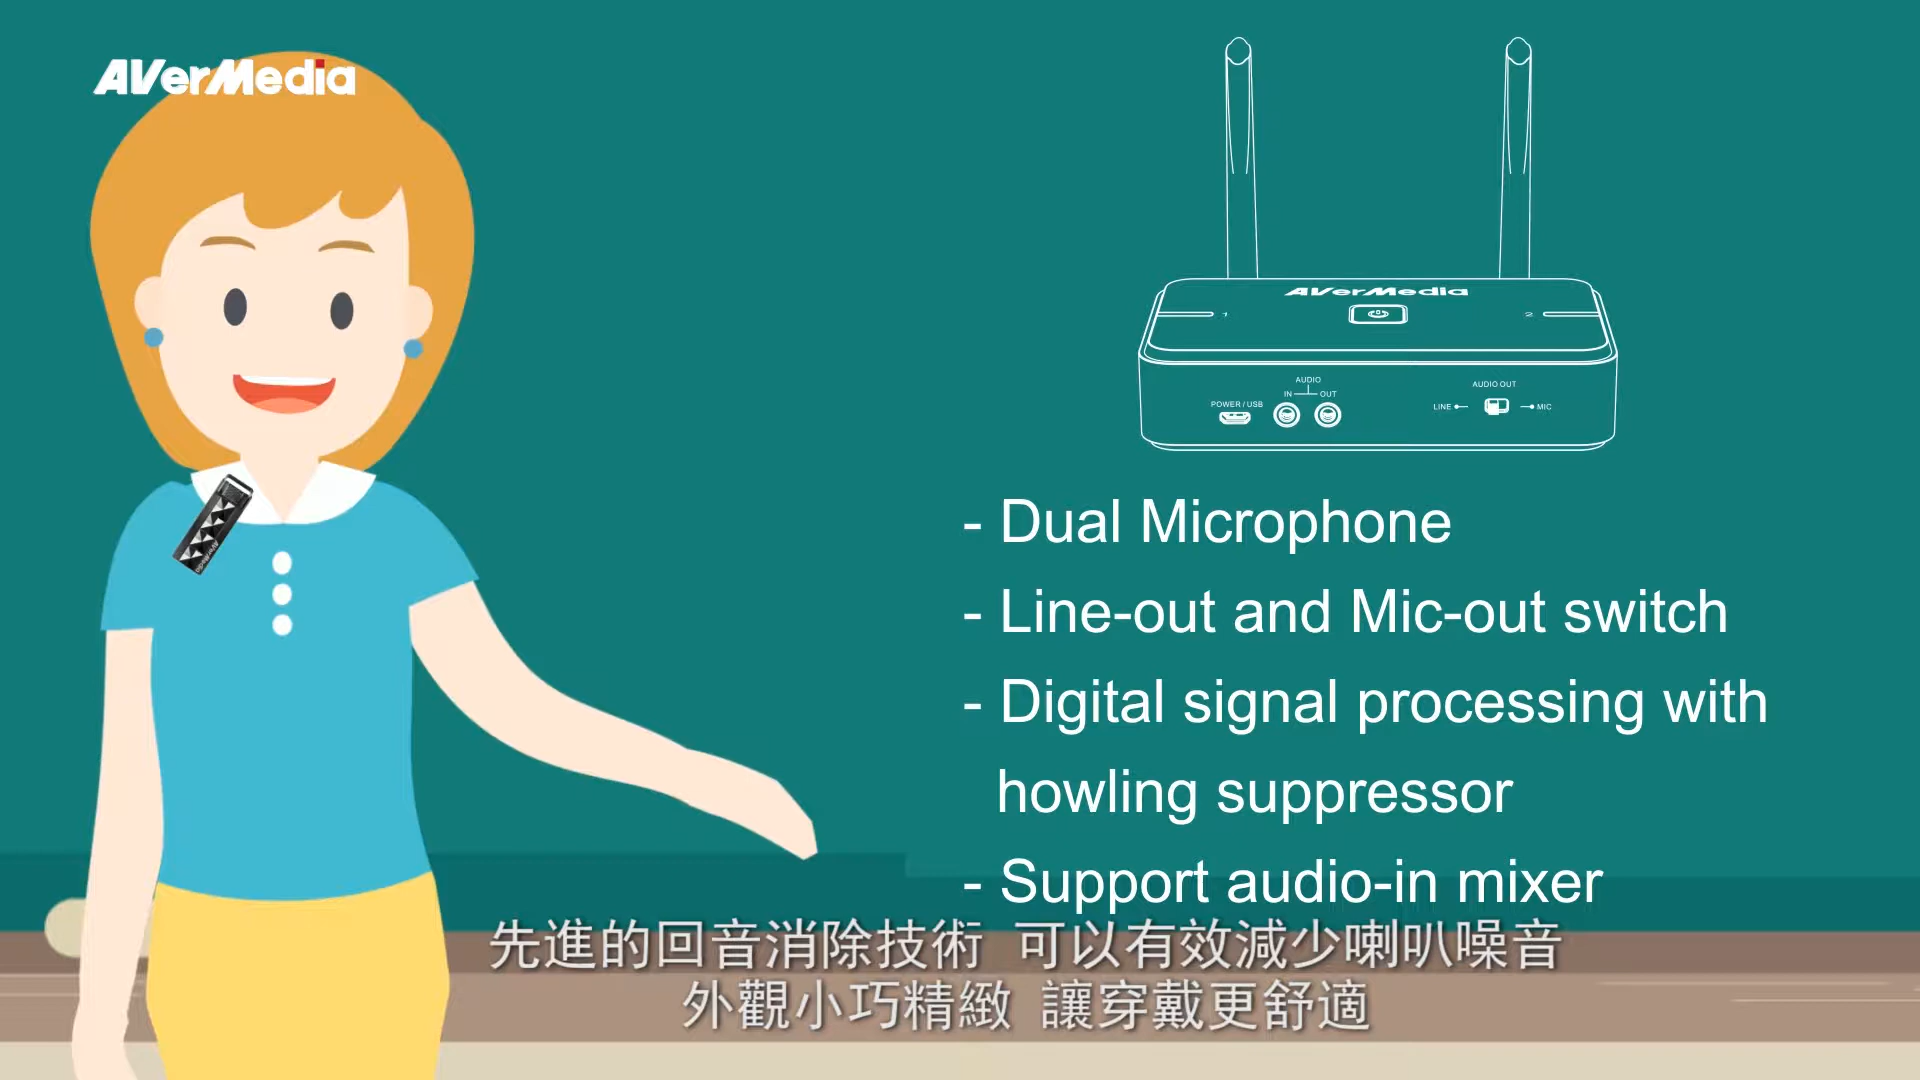 AVerMedia
AVerMedia
1
2
AUDIO
IN
OUT
POWER / USB
AUDIO OUT
LINE
MIC
- Dual Microphone
- Line-out and Mic-out switch
- Digital signal processing with
howling suppressor
- Support audio-in mixer
AVerMedia
先進的回音消除技術 可以有效減少喇叭噪音
外觀小巧精緻 讓穿戴更舒適